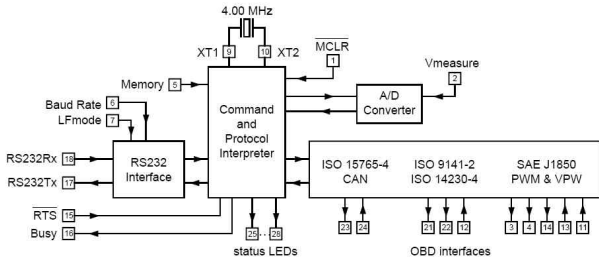 4.00 MHz
XT1 9 10 XT2
MCLR
1
Vmeasure
2
Memory 5
Baud Rate 6
LFmode 7
Command
and
Protocol
Interpreter
A/D
Converter
RS232Rx 18
RS232Tx 17
RS232
Interface
ISO 15765-4
CAN
ISO 9141-2
ISO 14230-4
SAE J1850
PWM & VPW
RTS 15
Busy 16
25 ... 28
status LEDs
23 24
21 22 12
3 4 14 13 11
OBD interfaces